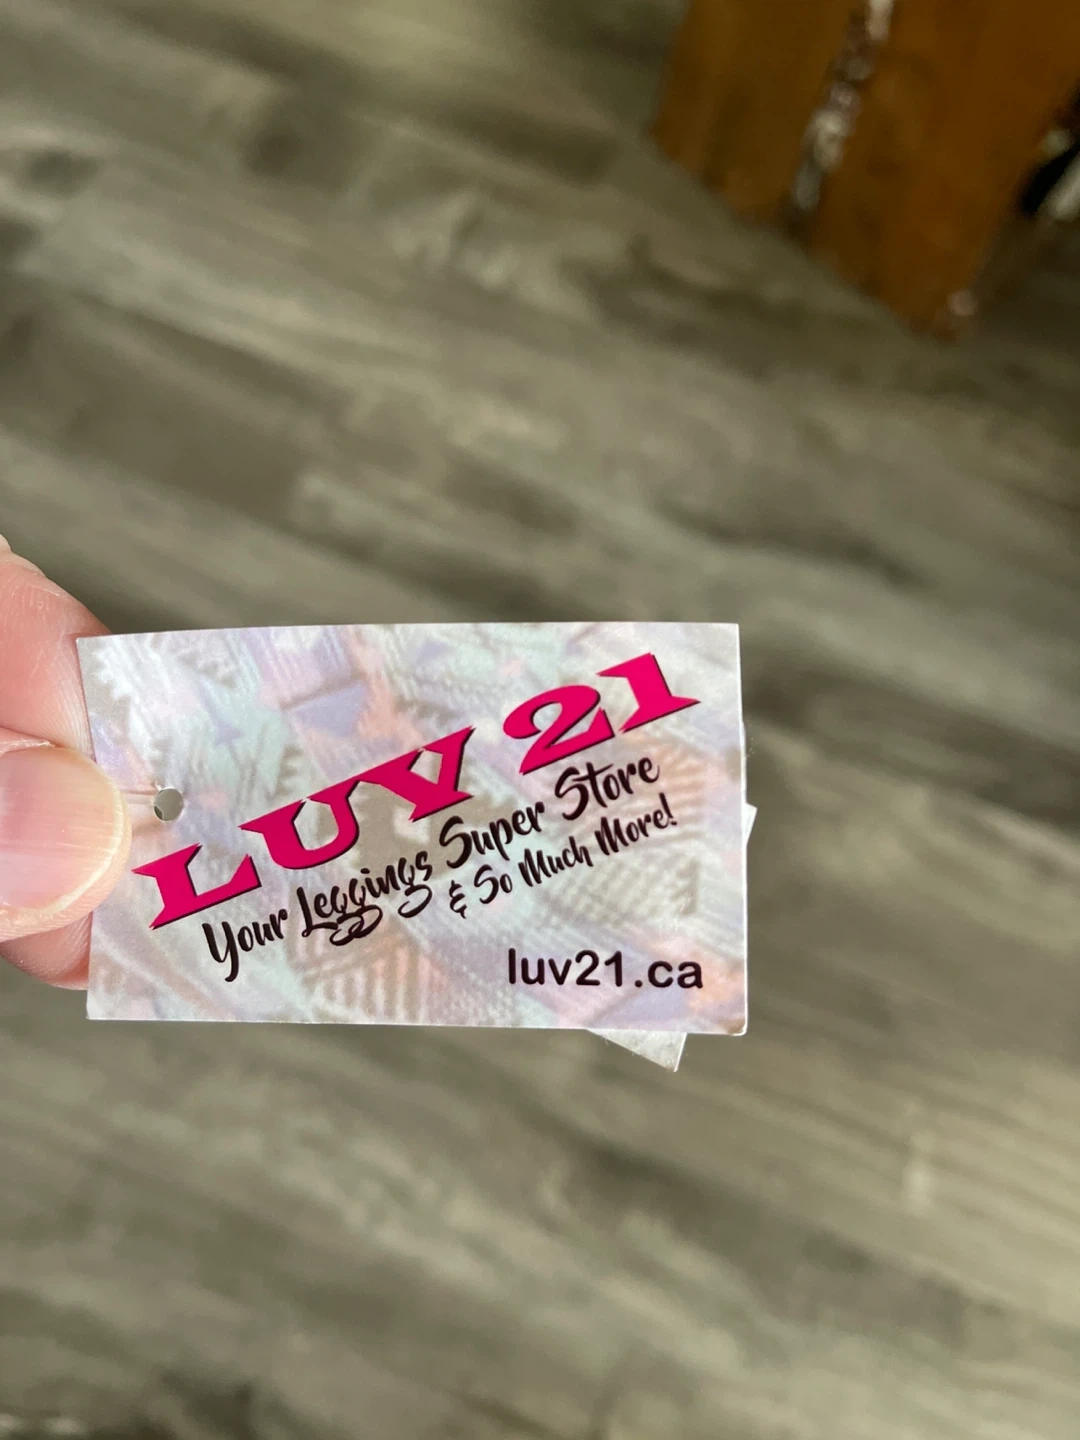 LUV 21
Your Leggings Super Store
& So Much More!
luv21.ca